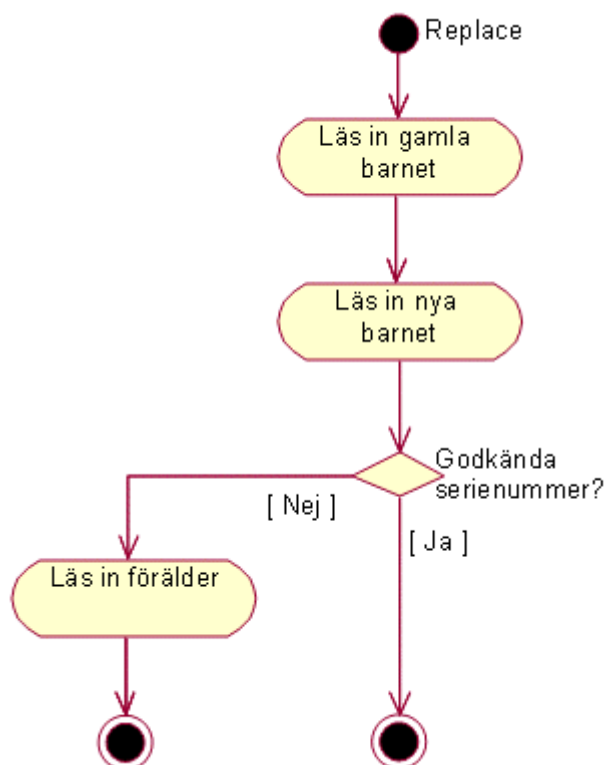 Replace
Läs in gamla
barnet
Läs in nya
barnet
Godkända
serienummer?
[ Nej ]
[ Ja ]
Läs in förälder